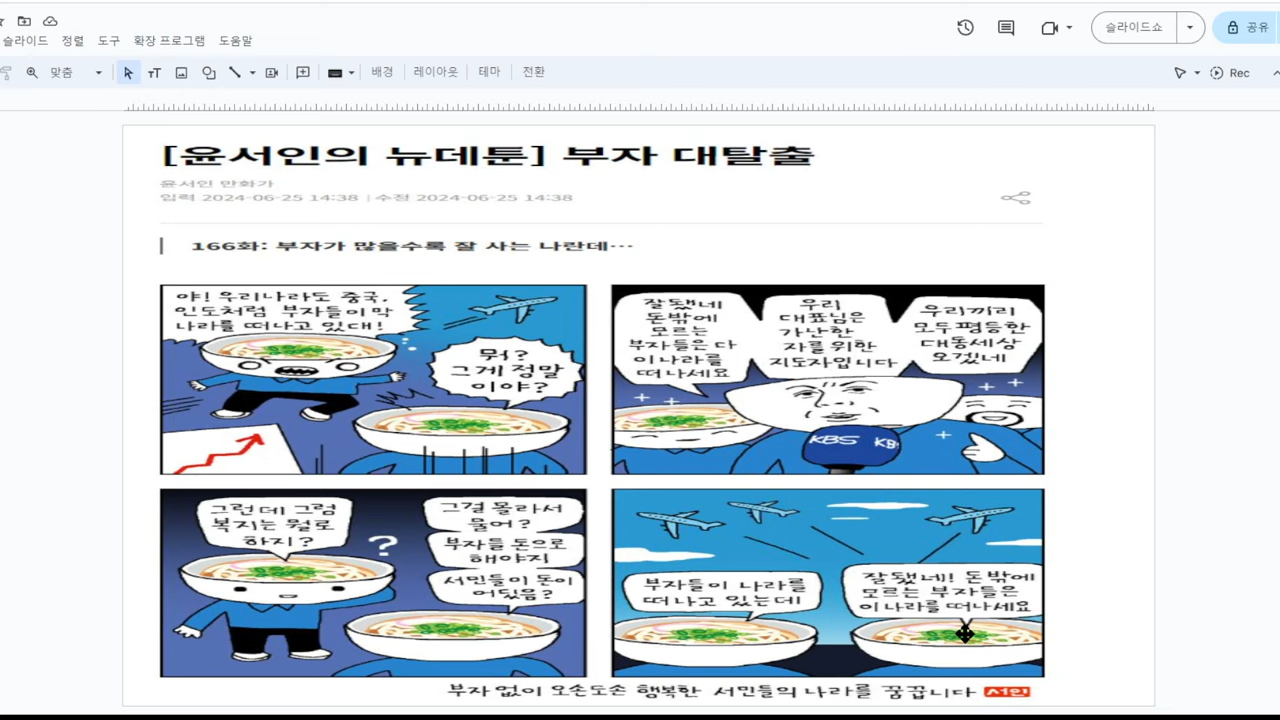 슬라이드 정렬 도구 확장 프로그램 도움말
슬라이드쇼
공유
맞춤
배경 레이아웃 테마 전환
Rec
[윤서인의 뉴데툰] 부자 대탈출
윤서인 만화가
입력 2024-06-25 14:38 | 수정 2024-06-25 14:38
166화: 부자가 많을수록 잘 사는 나란데…
야! 우리나라도 중국,
인도처럼 부자들이 막
나라를 떠나고 있대!
뭐?
그게 정말
이야?
잘 됐네
돈밖에
모르는
부자들은 다
이 나라를
떠나세요
우리
대표님은
가난한
자를 위한
지도자입니다
우리끼리
모두 평등한
대동세상
오겠네
KBS KB
그런데 그럼
복지는 뭘로
하지?
?
그걸 몰라서
물어?
부자들 돈으로
해야지
서민들이 돈이
어딨음?
부자들이 나라를
떠나고 있는데
잘 됐네! 돈밖에
모르는 부자들은
이 나라를 떠나세요
부자 없이 오손도손 행복한 서민들의 나라를 꿈꿉니다 서인